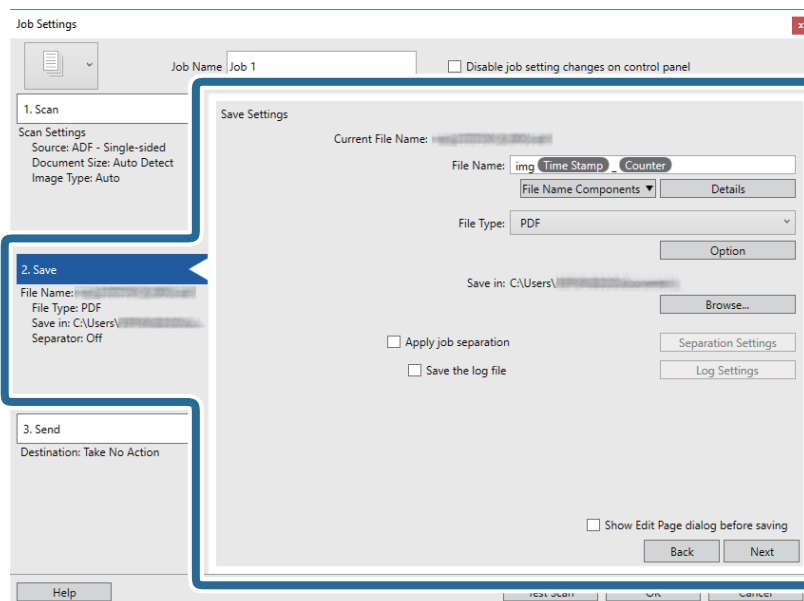 Job Settings
x
Job Name Job 1
Disable job setting changes on control panel
1. Scan
Scan Settings
Source: ADF - Single-sided
Document Size: Auto Detect
Image Type: Auto
2. Save
File Name:
File Type: PDF
Save in: C:\Users\
Separator: Off
3. Send
Destination: Take No Action
Save Settings
Current File Name:
File Name: img Time Stamp _ Counter
File Name Components Details
File Type: PDF
Option
Save in: C:\Users\
Browse...
Apply job separation Separation Settings
Save the log file Log Settings
Show Edit Page dialog before saving
Back Next
Help Test Scan OK Cancel